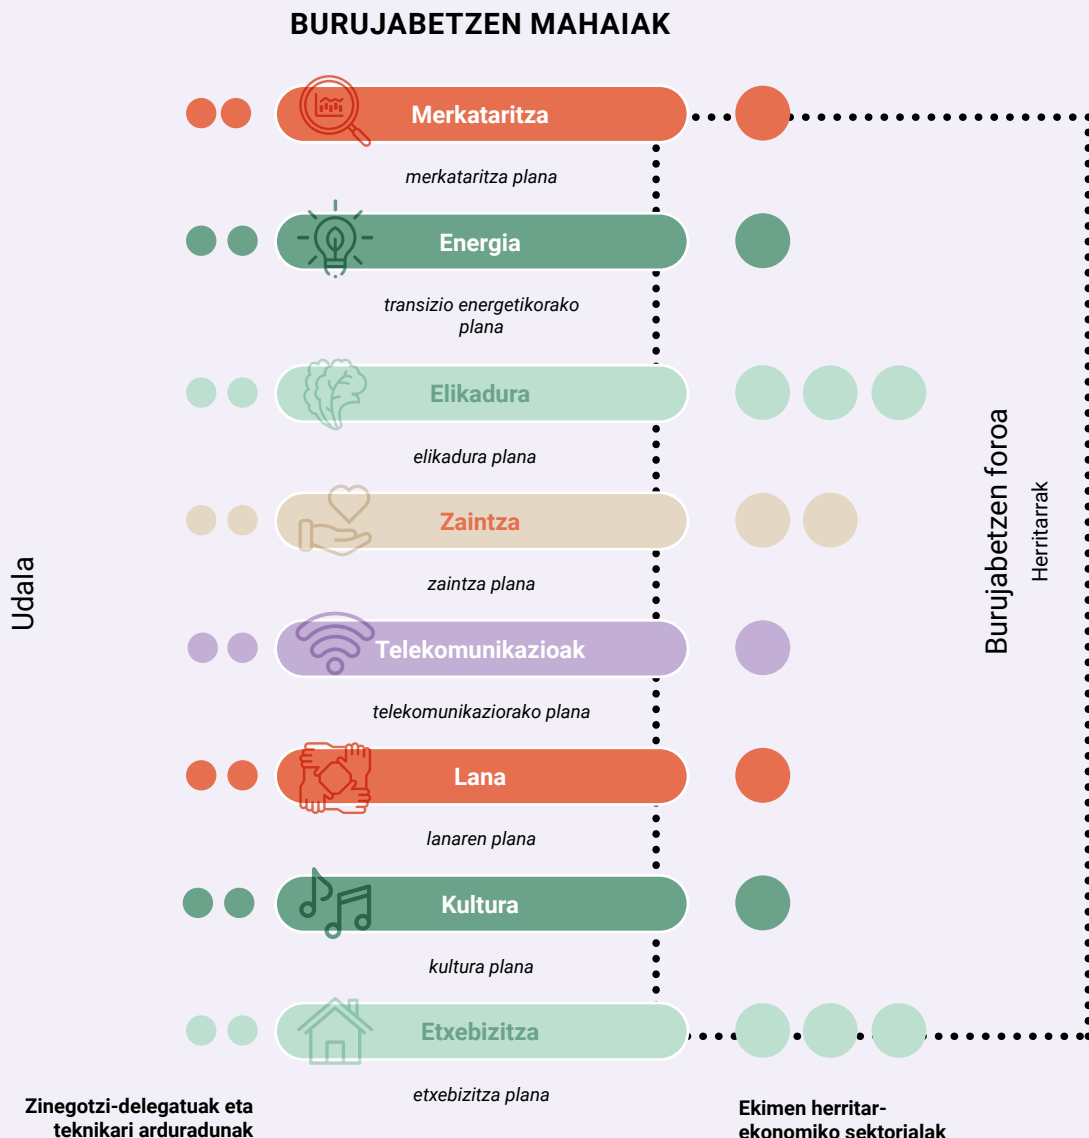 BURUJABETZEN MAHAIAK
Merkataritza
merkataritza plana
Energia
transizio energetikorako
plana
Elikadura
elikadura plana
Zaintza
zaintza plana
Telekomunikazioak
telekomunikaziorako plana
Lana
lanaren plana
Kultura
kultura plana
Etxebizitza
etxebizitza plana
Udala
Burujabetzen foroa
Herritarrak
Zinegotzi-delegatuak eta
teknikari arduradunak
Ekimen herritar-
ekonomiko sektorialak